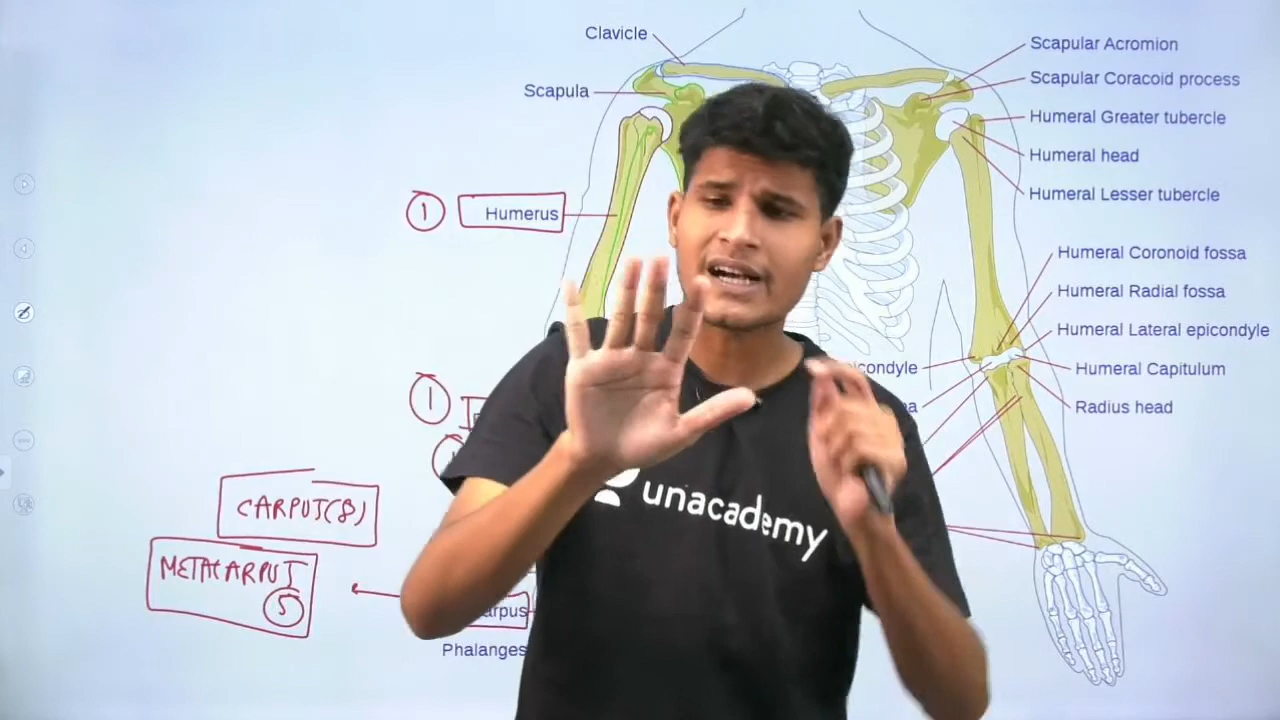 Clavicle
Scapula
① Humerus
①
CARPUS(8)
METACARPUS
⑤
arpus
Phalanges
Scapular Acromion
Scapular Coracoid process
Humeral Greater tubercle
Humeral head
Humeral Lesser tubercle
Humeral Coronoid fossa
Humeral Radial fossa
Humeral Lateral epicondyle
icondyle
Humeral Capitulum
ea
Radius head
unacademy